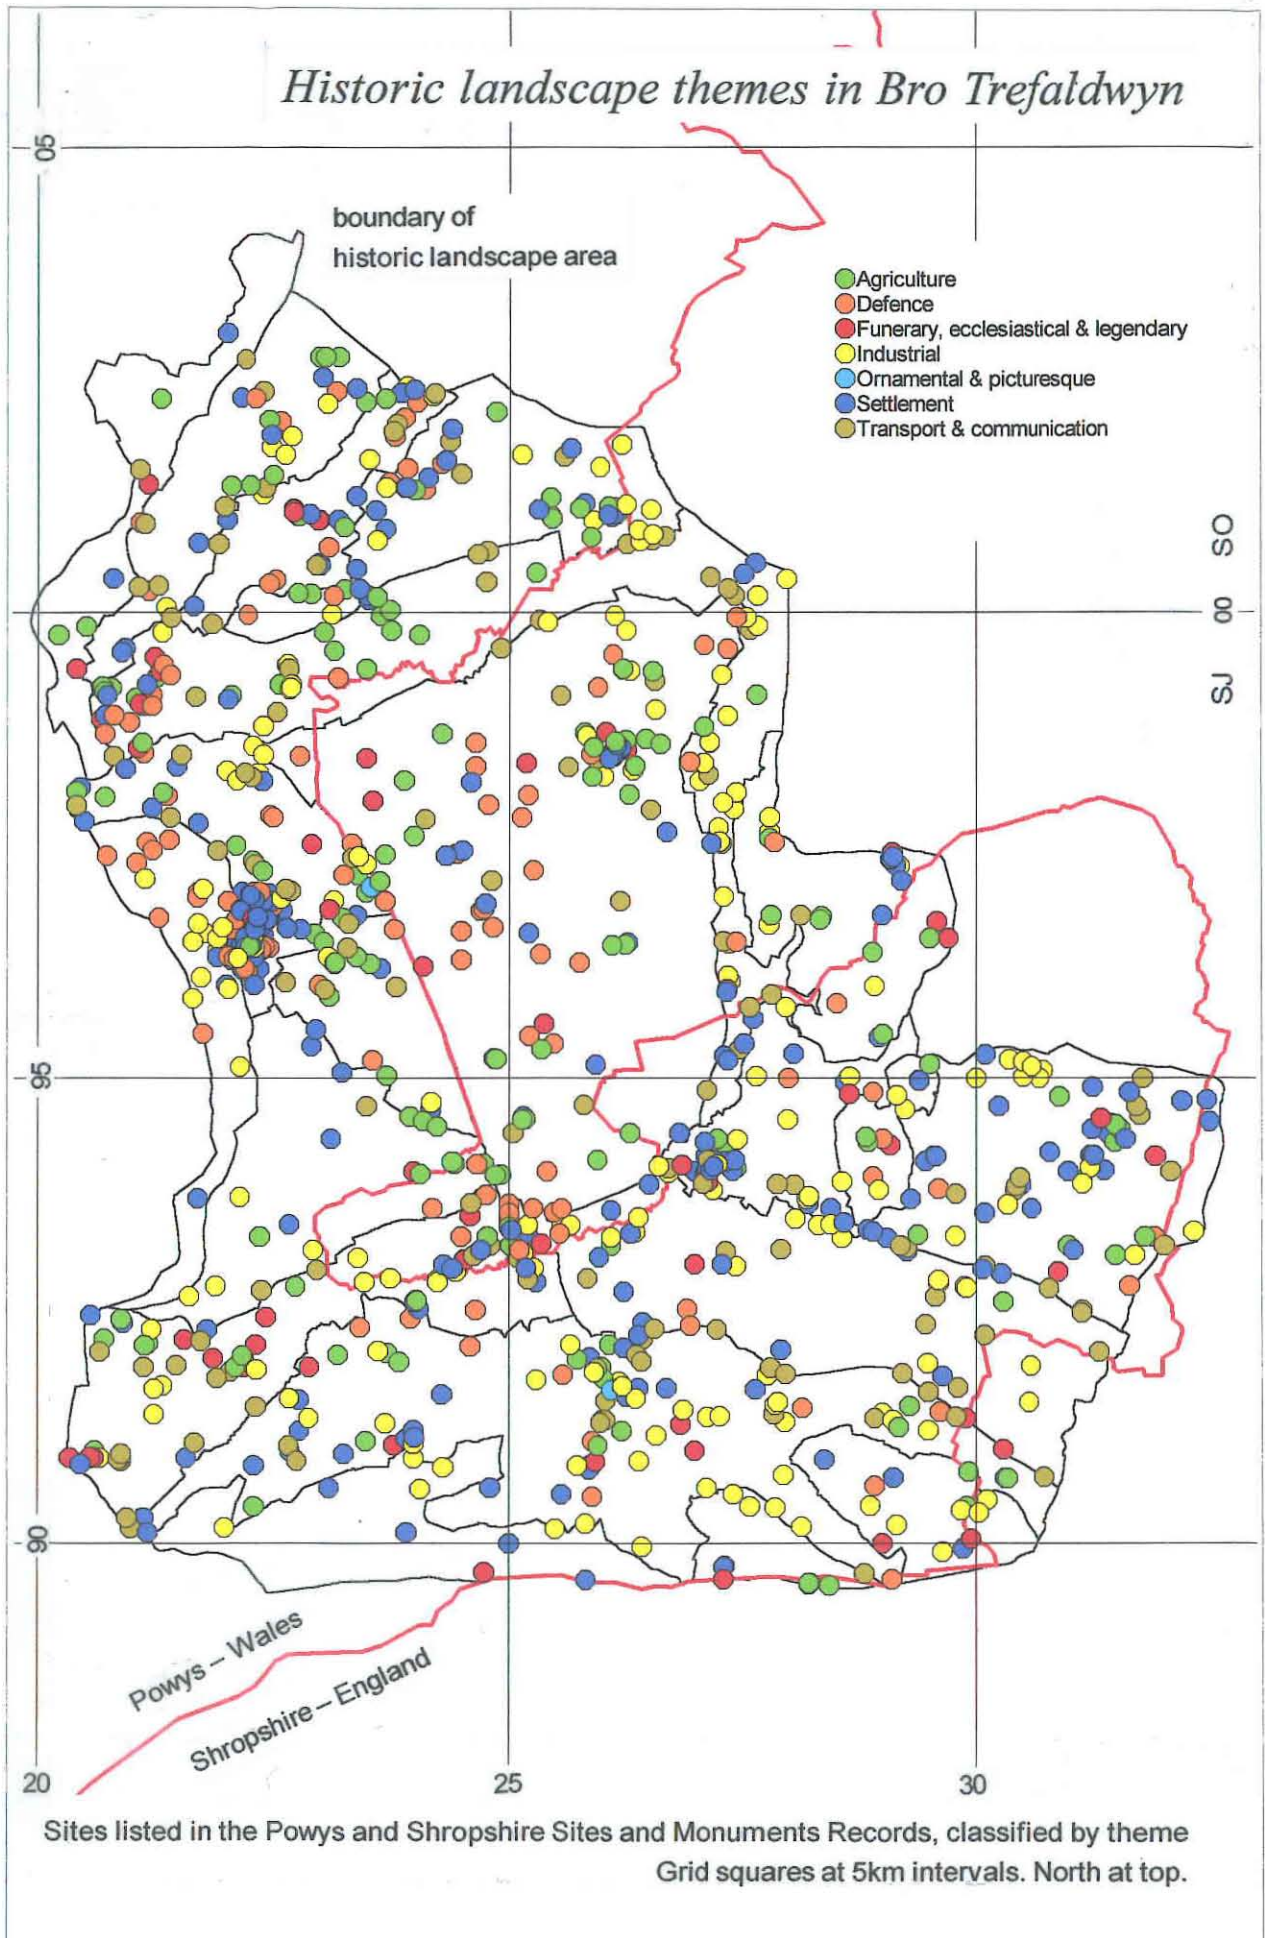 Historic landscape themes in Bro Trefaldwyn
05
boundary of
historic landscape area
Agriculture
Defence
Funerary, ecclesiastical & legendary
Industrial
Ornamental & picturesque
Settlement
Transport & communication
SO
00
SJ
95
90
Powys – Wales
Shropshire – England
20
25
30
Sites listed in the Powys and Shropshire Sites and Monuments Records, classified by theme
Grid squares at 5km intervals. North at top.